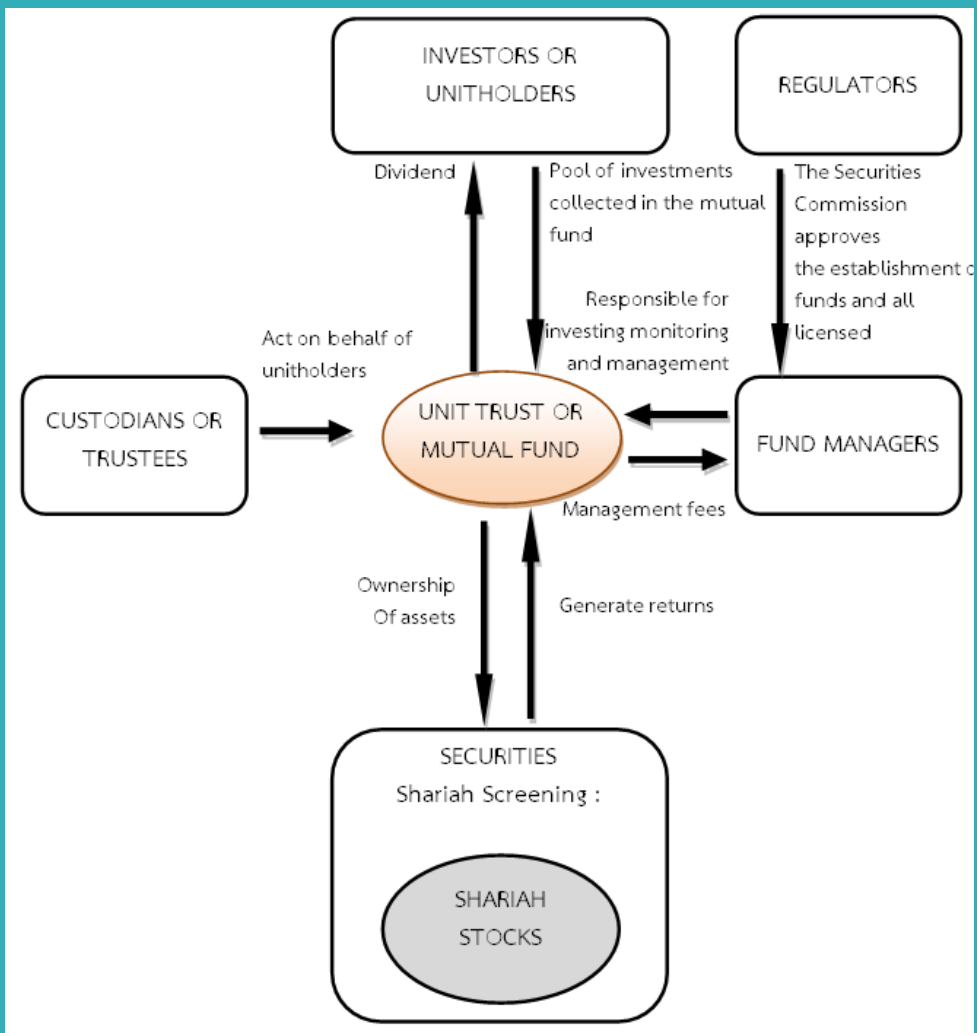 INVESTORS OR
UNITHOLDERS
REGULATORS
Dividend
Pool of investments
collected in the mutual
fund
The Securities
Commission
approves
the establishment o
funds and all
licensed
Responsible for
investing monitoring
and management
Act on behalf of
unitholders
CUSTODIANS OR
TRUSTEES
UNIT TRUST OR
MUTUAL FUND
FUND MANAGERS
Management fees
Ownership
Of assets
Generate returns
SECURITIES
Shariah Screening :
SHARIAH
STOCKS